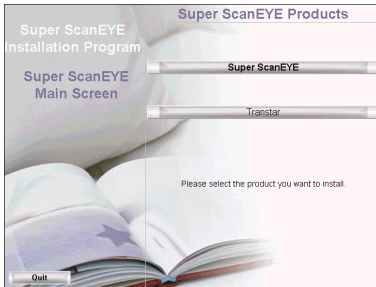 Super ScanEYE
Installation Program
Super ScanEYE
Main Screen
Super ScanEYE Products
Super ScanEYE
Transtar
Please select the product you want to install.
Quit